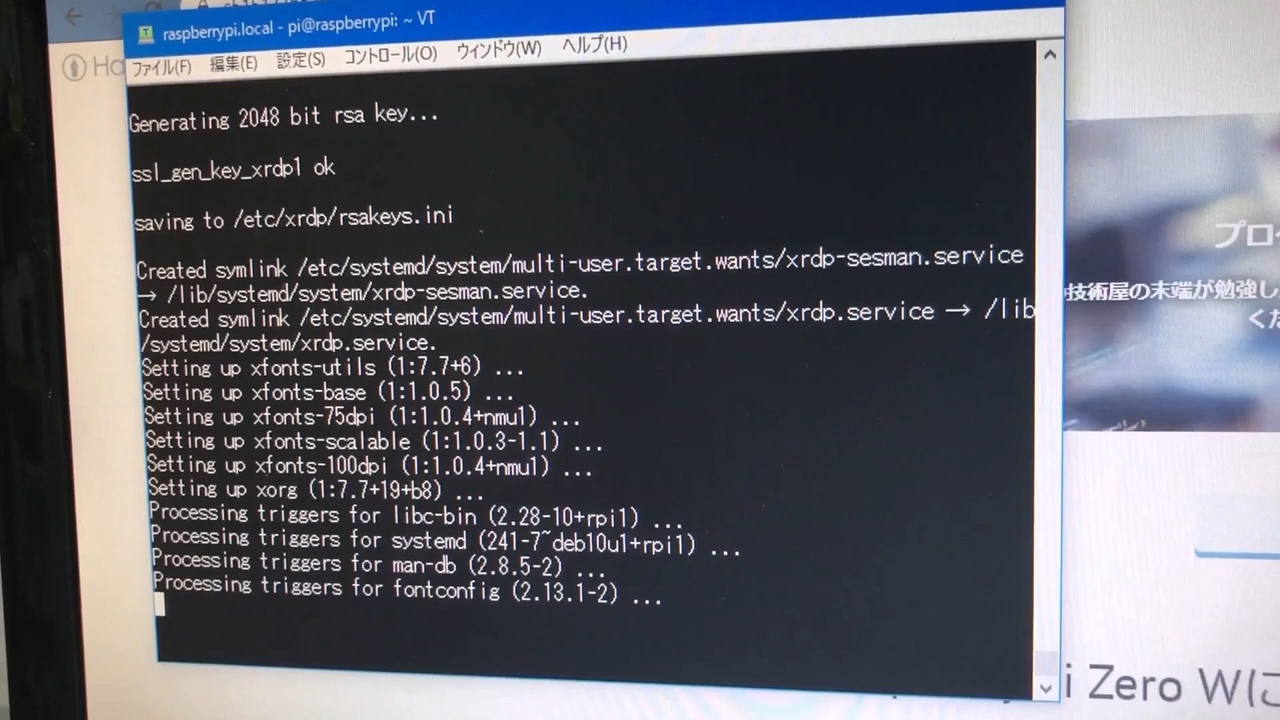 raspberrypi.local - pi@raspberrypi: ~ VT
ファイル(F) 編集(E) 設定(S) コントロール(O) ウィンドウ(W) ヘルプ(H)
Generating 2048 bit rsa key...
ssl_gen_key_xrdp1 ok
saving to /etc/xrdp/rsakeys.ini
Created symlink /etc/systemd/system/multi-user.target.wants/xrdp-sesman.service
→ /lib/systemd/system/xrdp-sesman.service.
Created symlink /etc/systemd/system/multi-user.target.wants/xrdp.service → /lib
/systemd/system/xrdp.service.
Setting up xfonts-utils (1:7.7+6) ...
Setting up xfonts-base (1:1.0.5) ...
Setting up xfonts-75dpi (1:1.0.4+nmu1) ...
Setting up xfonts-scalable (1:1.0.3-1.1) ...
Setting up xfonts-100dpi (1:1.0.4+nmu1) ...
Setting up xorg (1:7.7+19+b8) ...
Processing triggers for libc-bin (2.28-10+rpi1) ...
Processing triggers for systemd (241-7~deb10u1+rpi1) ...
Processing triggers for man-db (2.8.5-2) ...
Processing triggers for fontconfig (2.13.1-2) ...
Ho
プロ
技術屋の末端が勉強し
くだ
i Zero Wに